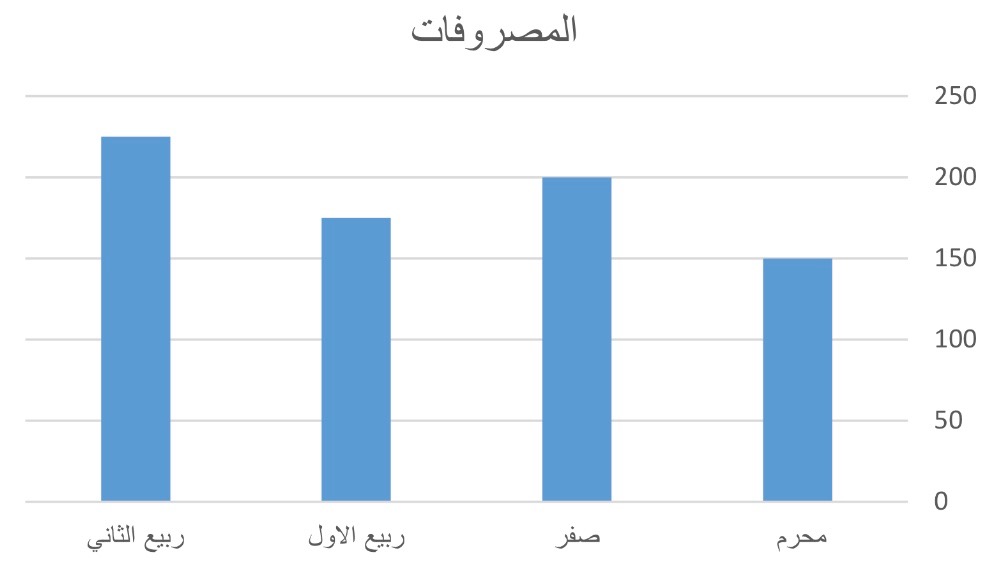 المصروفات
250
200
150
100
50
0
محرم
صفر
ربيع الاول
ربيع الثاني